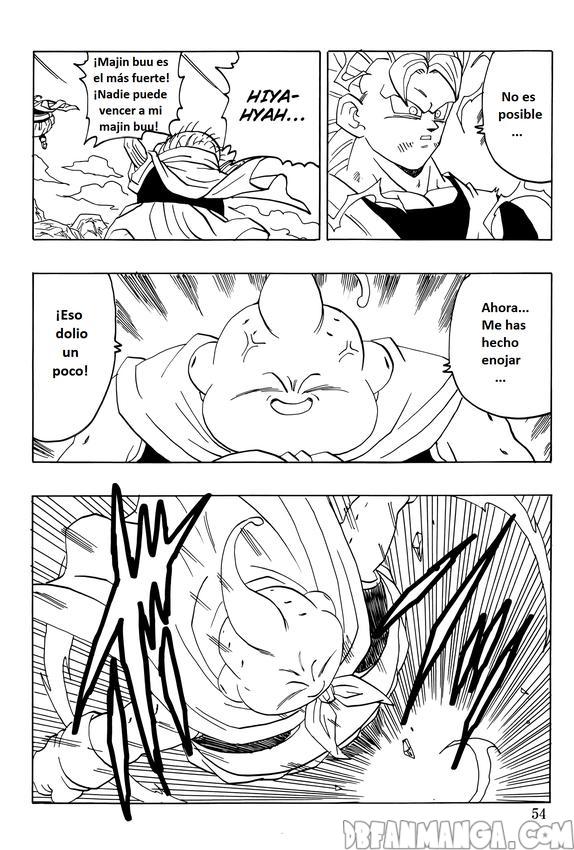 ¡Majin buu es
el más fuerte!
¡Nadie puede
vencer a mi
majin buu!
HIYA-
HYAH...
No es
posible
...
¡Eso
dolio
un
poco!
Ahora...
Me has
hecho
enojar
...
54
DBFANMANGA.COM